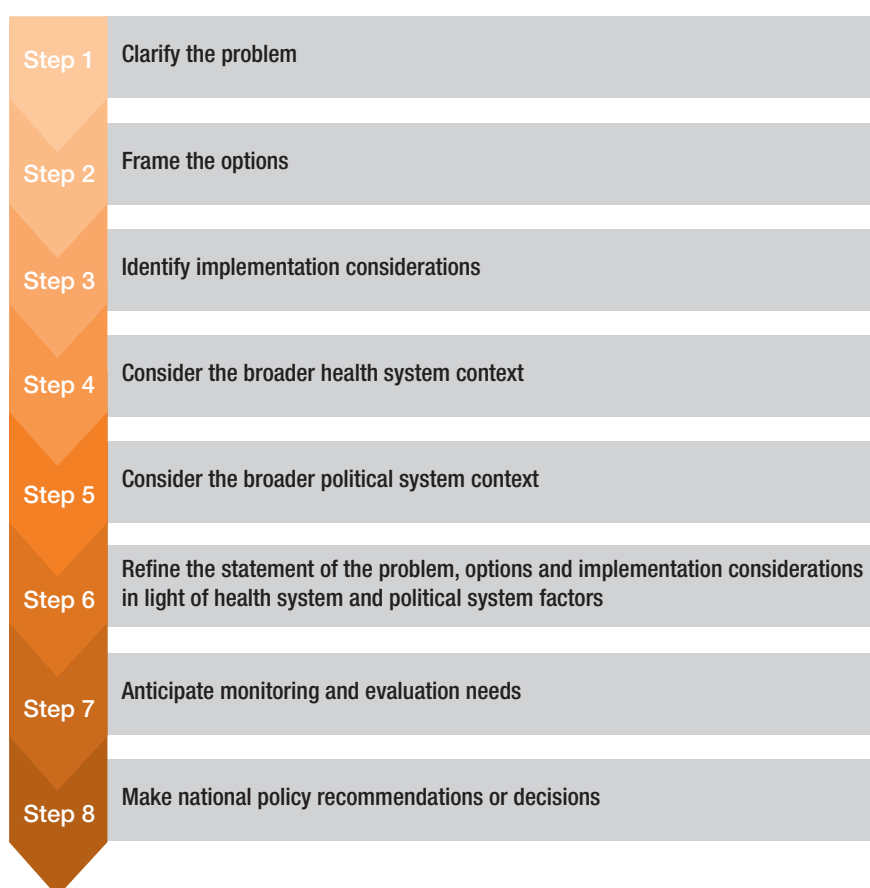 Step 1
Clarify the problem
Step 2
Frame the options
Step 3
Identify implementation considerations
Step 4
Consider the broader health system context
Step 5
Consider the broader political system context
Step 6
Refine the statement of the problem, options and implementation considerations
in light of health system and political system factors
Step 7
Anticipate monitoring and evaluation needs
Step 8
Make national policy recommendations or decisions